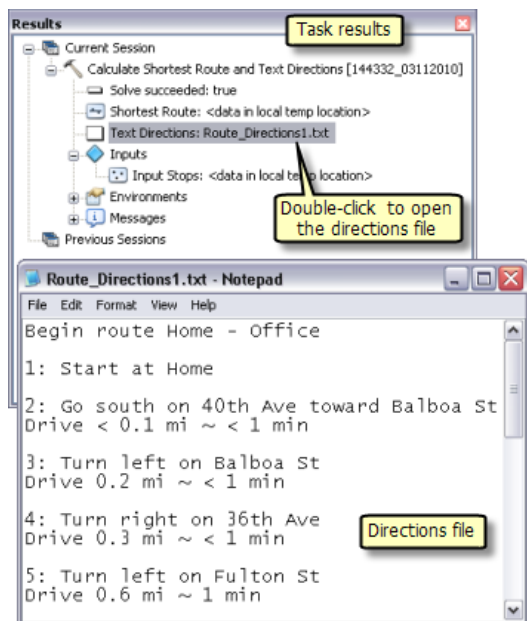 Results
Task results
Current Session
Calculate Shortest Route and Text Directions [144332_03112010]
Solve succeeded: true
Shortest Route: <data in local temp location>
Text Directions: Route_Directions1.txt
Inputs
Input Stops: <data in local temp location>
Environments
Messages
Previous Sessions
Double-click to open
the directions file
Route_Directions1.txt - Notepad
File Edit Format View Help
Begin route Home - Office
1: Start at Home
2: Go south on 40th Ave toward Balboa St
Drive < 0.1 mi ~ < 1 min
3: Turn left on Balboa St
Drive 0.2 mi ~ < 1 min
4: Turn right on 36th Ave
Drive 0.3 mi ~ < 1 min
Directions file
5: Turn left on Fulton St
Drive 0.6 mi ~ 1 min